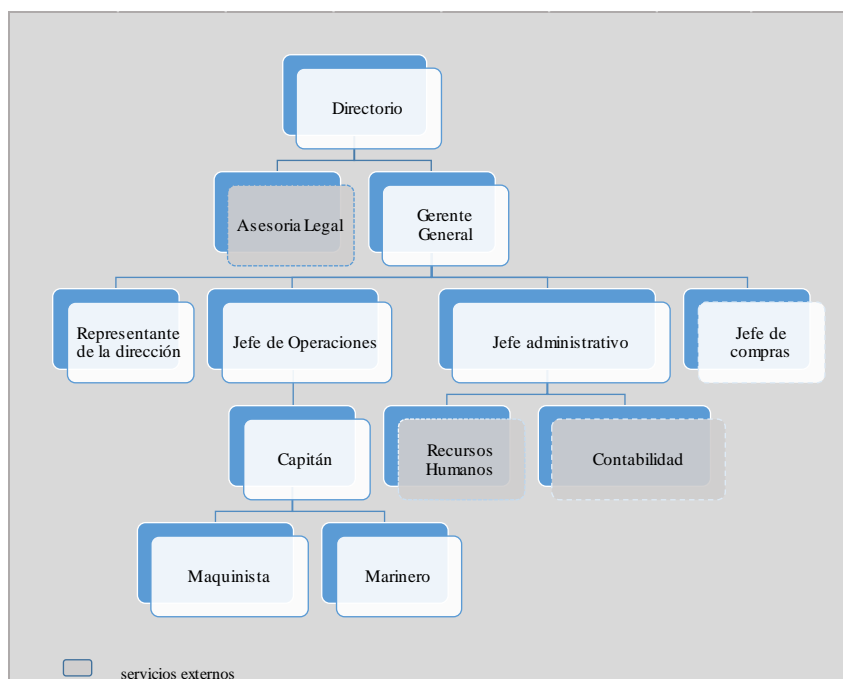 Directorio
Asesoria Legal
Gerente
General
Representante
de la dirección
Jefe de Operaciones
Jefe administrativo
Jefe de
compras
Capitán
Recursos
Humanos
Contabilidad
Maquinista
Marinero
servicios externos